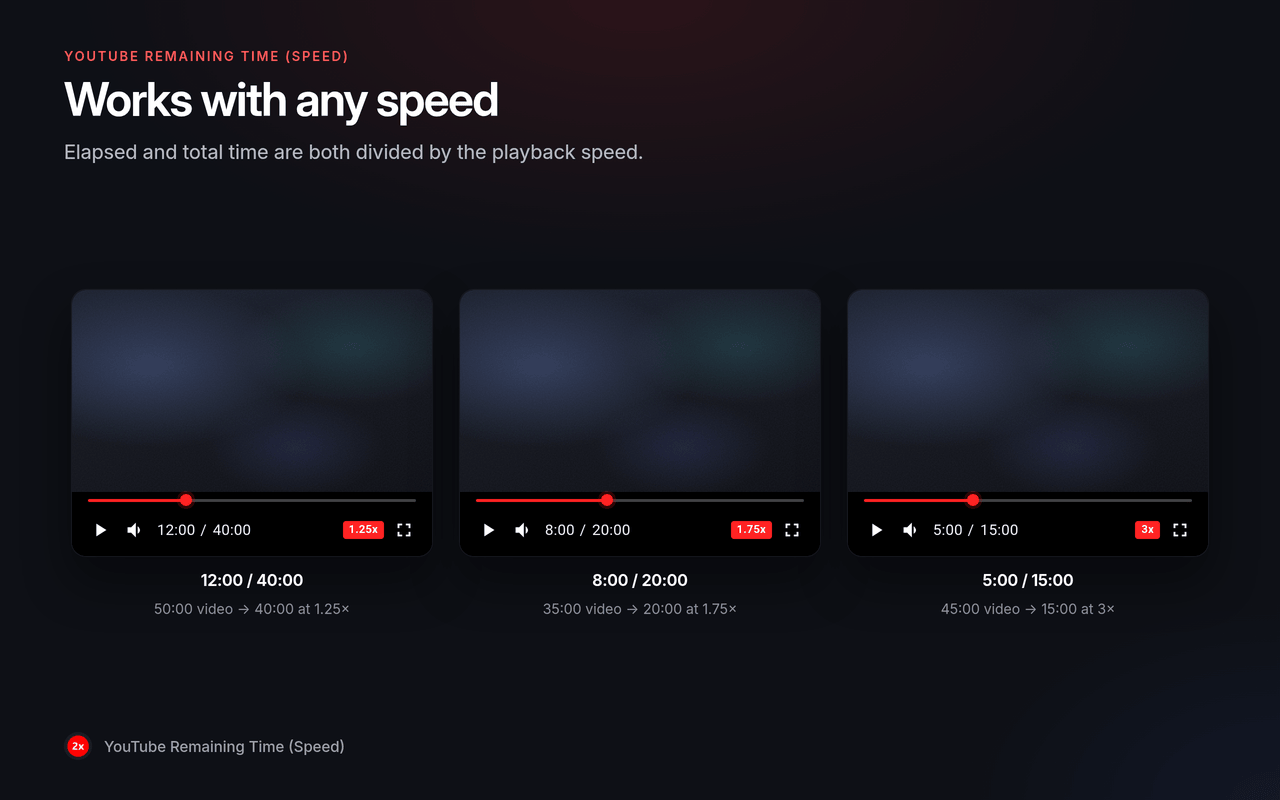 YOUTUBE REMAINING TIME (SPEED)
Works with any speed
Elapsed and total time are both divided by the playback speed.
12:00 / 40:00 1.25x
12:00 / 40:00
50:00 video → 40:00 at 1.25×
8:00 / 20:00 1.75x
8:00 / 20:00
35:00 video → 20:00 at 1.75×
5:00 / 15:00 3x
5:00 / 15:00
45:00 video → 15:00 at 3×
2x YouTube Remaining Time (Speed)